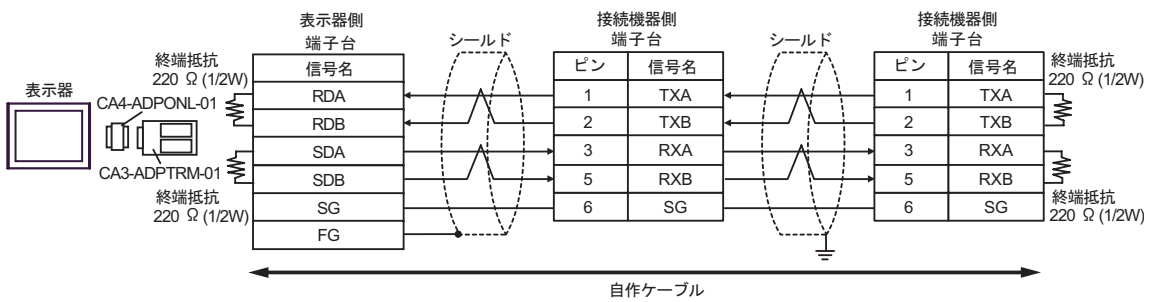 表示器側
端子台
信号名
RDA
RDB
SDA
SDB
SG
FG
終端抵抗
220 Ω (1/2W)
終端抵抗
220 Ω (1/2W)
表示器
CA4-ADPONL-01
CA3-ADPTRM-01
シールド
接続機器側
端子台
ピン 信号名
1 TXA
2 TXB
3 RXA
5 RXB
6 SG
シールド
接続機器側
端子台
ピン 信号名
1 TXA
2 TXB
3 RXA
5 RXB
6 SG
終端抵抗
220 Ω (1/2W)
終端抵抗
220 Ω (1/2W)
自作ケーブル